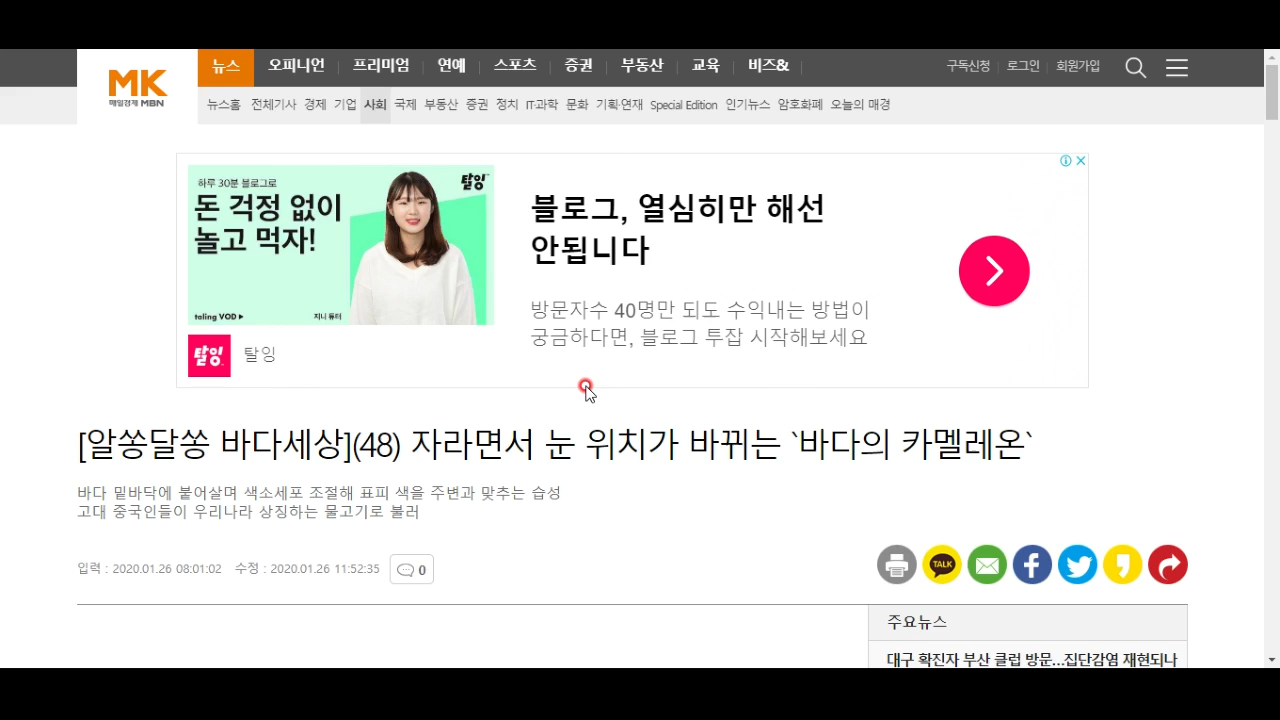 MK
매일경제 MBN
뉴스 오피니언 프리미엄 연예 스포츠 증권 부동산 교육 비즈&
구독신청 로그인 회원가입
뉴스홈 전체기사 경제 기업 사회 국제 부동산 증권 정치 IT·과학 문화 기획·연재 Special Edition 인기뉴스 암호화폐 오늘의 매경
하루 30분 블로그로
돈 걱정 없이
놀고 먹자!
탈잉
taling VOD
지니 튜터
탈잉
탈잉
블로그, 열심히만 해선
안됩니다
방문자수 40명만 되도 수익내는 방법이
궁금하다면, 블로그 투잡 시작해보세요
[알쏭달쏭 바다세상](48) 자라면서 눈 위치가 바뀌는 `바다의 카멜레온`
바다 밑바닥에 붙어살며 색소세포 조절해 표피 색을 주변과 맞추는 습성
고대 중국인들이 우리나라 상징하는 물고기로 불러
입력 : 2020.01.26 08:01:02 수정 : 2020.01.26 11:52:35 0
TALK
주요뉴스
대구 확진자 부산 클럽 방문...집단감염 재현되나